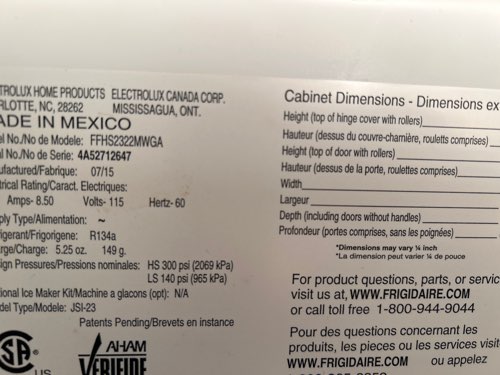 TROLUX HOME PRODUCTS ELECTROLUX CANADA CORP.
RLOTTE, NC, 28262 MISSISSAGUA, ONT.
ADE IN MEXICO
el No./No de Modele: FFHS2322MWGA
al No./No de Serie: 4A52712647
ufactured/Fabriqué: 07/15
trical Rating/Caract. Electriques:
Amps- 8.50 Volts- 115 Hertz- 60
ply Type/Alimentation: ~
rigerant/Frigorigene: R134a
arge/Charge: 5.25 oz. 149 g.
sign Pressures/Pressions nominales: HS 300 psi (2069 kPa)
LS 140 psi (965 kPa)
tional Ice Maker Kit/Machine a glacons (opt): N/A
del Type/Modele: JSI-23
Patents Pending/Brevets en instance
SA
US
AHAM
VERIFIDE
Cabinet Dimensions - Dimensions ex
Height (top of hinge cover with rollers)
Hauteur (dessus du couvre-charnière, roulettes comprises)
Height (top of door with rollers)
Hauteur (dessus de la porte, roulettes comprises)
Width
Largeur
Depth (including doors without handles)
Profondeur (portes comprises, sans les poignées)
*Dimensions may vary ¼ inch
*La dimension peut varier ¼ de pouce
For product questions, parts, or servic
visit us at, WWW.FRIGIDAIRE.COM
or call toll free 1-800-944-9044
Pour des questions concernant les
produits, les pieces ou les services visit
WWW.FRIGIDAIRE.COM ou appelez